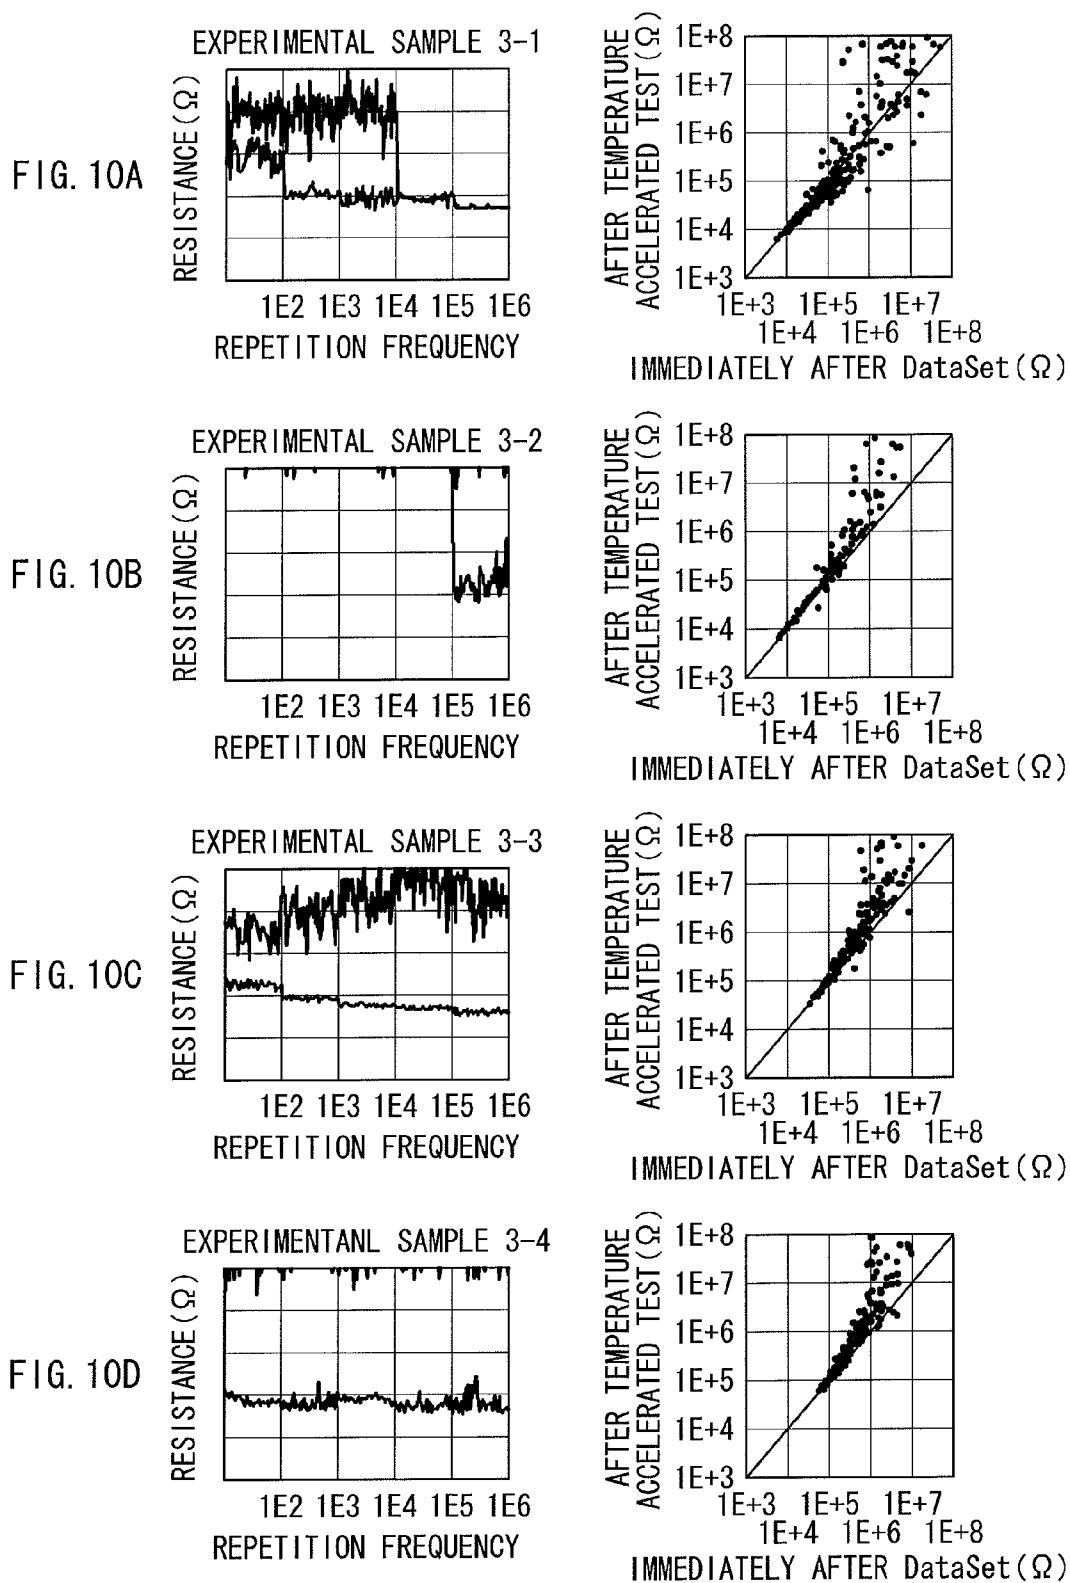 FIG. 10A
EXPERIMENTAL SAMPLE 3-1
RESISTANCE(Ω)
1E2 1E3 1E4 1E5 1E6
REPETITION FREQUENCY
AFTER TEMPERATURE
ACCELERATED TEST(Ω)
1E+8
1E+7
1E+6
1E+5
1E+4
1E+3
1E+3 1E+5 1E+7
1E+4 1E+6 1E+8
IMMEDIATELY AFTER DataSet(Ω)
FIG. 10B
EXPERIMENTAL SAMPLE 3-2
RESISTANCE(Ω)
1E2 1E3 1E4 1E5 1E6
REPETITION FREQUENCY
AFTER TEMPERATURE
ACCELERATED TEST(Ω)
1E+8
1E+7
1E+6
1E+5
1E+4
1E+3
1E+3 1E+5 1E+7
1E+4 1E+6 1E+8
IMMEDIATELY AFTER DataSet(Ω)
FIG. 10C
EXPERIMENTAL SAMPLE 3-3
RESISTANCE(Ω)
1E2 1E3 1E4 1E5 1E6
REPETITION FREQUENCY
AFTER TEMPERATURE
ACCELERATED TEST(Ω)
1E+8
1E+7
1E+6
1E+5
1E+4
1E+3
1E+3 1E+5 1E+7
1E+4 1E+6 1E+8
IMMEDIATELY AFTER DataSet(Ω)
FIG. 10D
EXPERIMENTANL SAMPLE 3-4
RESISTANCE(Ω)
1E2 1E3 1E4 1E5 1E6
REPETITION FREQUENCY
AFTER TEMPERATURE
ACCELERATED TEST(Ω)
1E+8
1E+7
1E+6
1E+5
1E+4
1E+3
1E+3 1E+5 1E+7
1E+4 1E+6 1E+8
IMMEDIATELY AFTER DataSet(Ω)